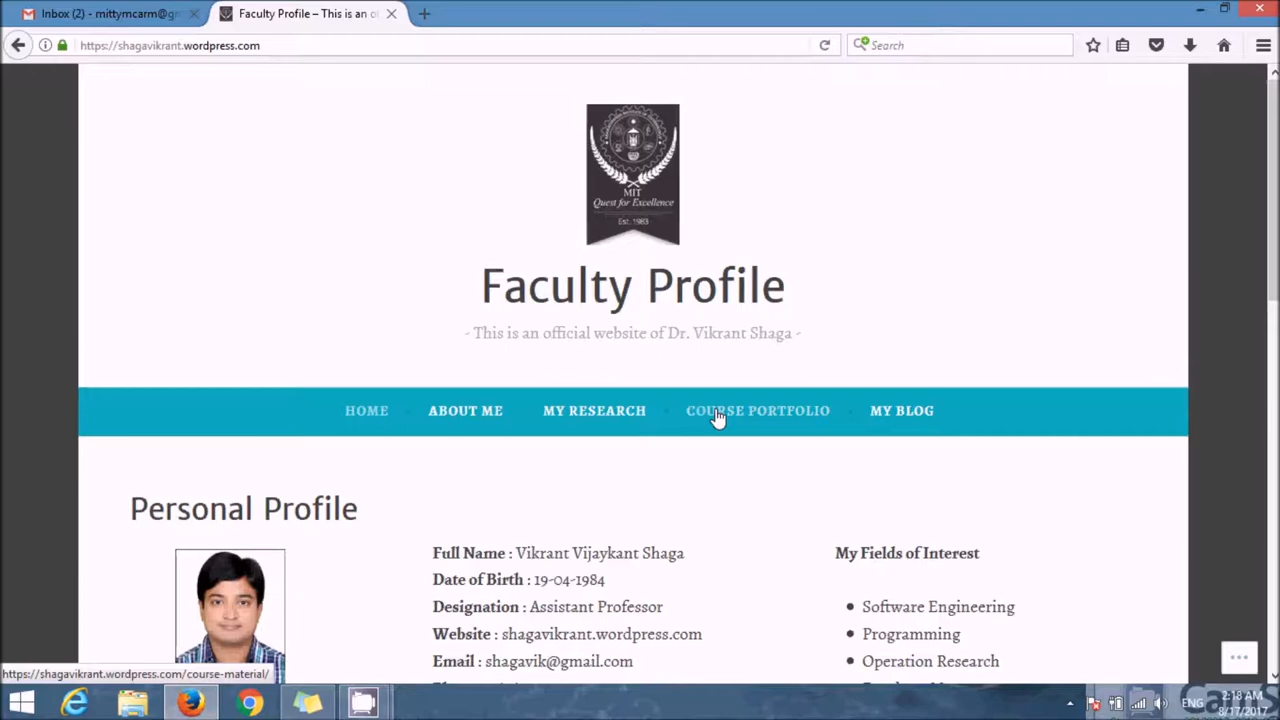 Inbox (2) - mittymcarm@gm
Faculty Profile – This is an o
https://shagavikrant.wordpress.com
Search
MIT
Quest for Excellence
Est. 1983
Faculty Profile
- This is an official website of Dr. Vikrant Shaga -
HOME ABOUT ME MY RESEARCH COURSE PORTFOLIO MY BLOG
Personal Profile
Full Name : Vikrant Vijaykant Shaga
Date of Birth : 19-04-1984
Designation : Assistant Professor
Website : shagavikrant.wordpress.com
Email : shagavik@gmail.com
My Fields of Interest
Software Engineering
Programming
Operation Research
https://shagavikrant.wordpress.com/course-material/
ENG
2:18 AM
8/17/2017